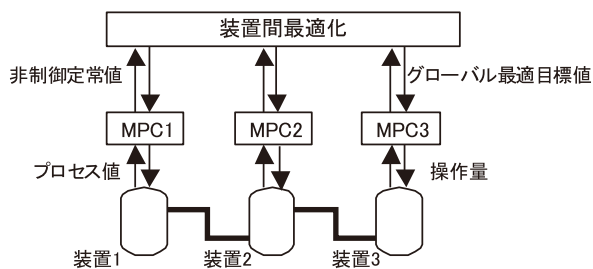 装置間最適化
非制御定常値
グローバル最適目標値
MPC1
MPC2
MPC3
プロセス値
操作量
装置1
装置2
装置3